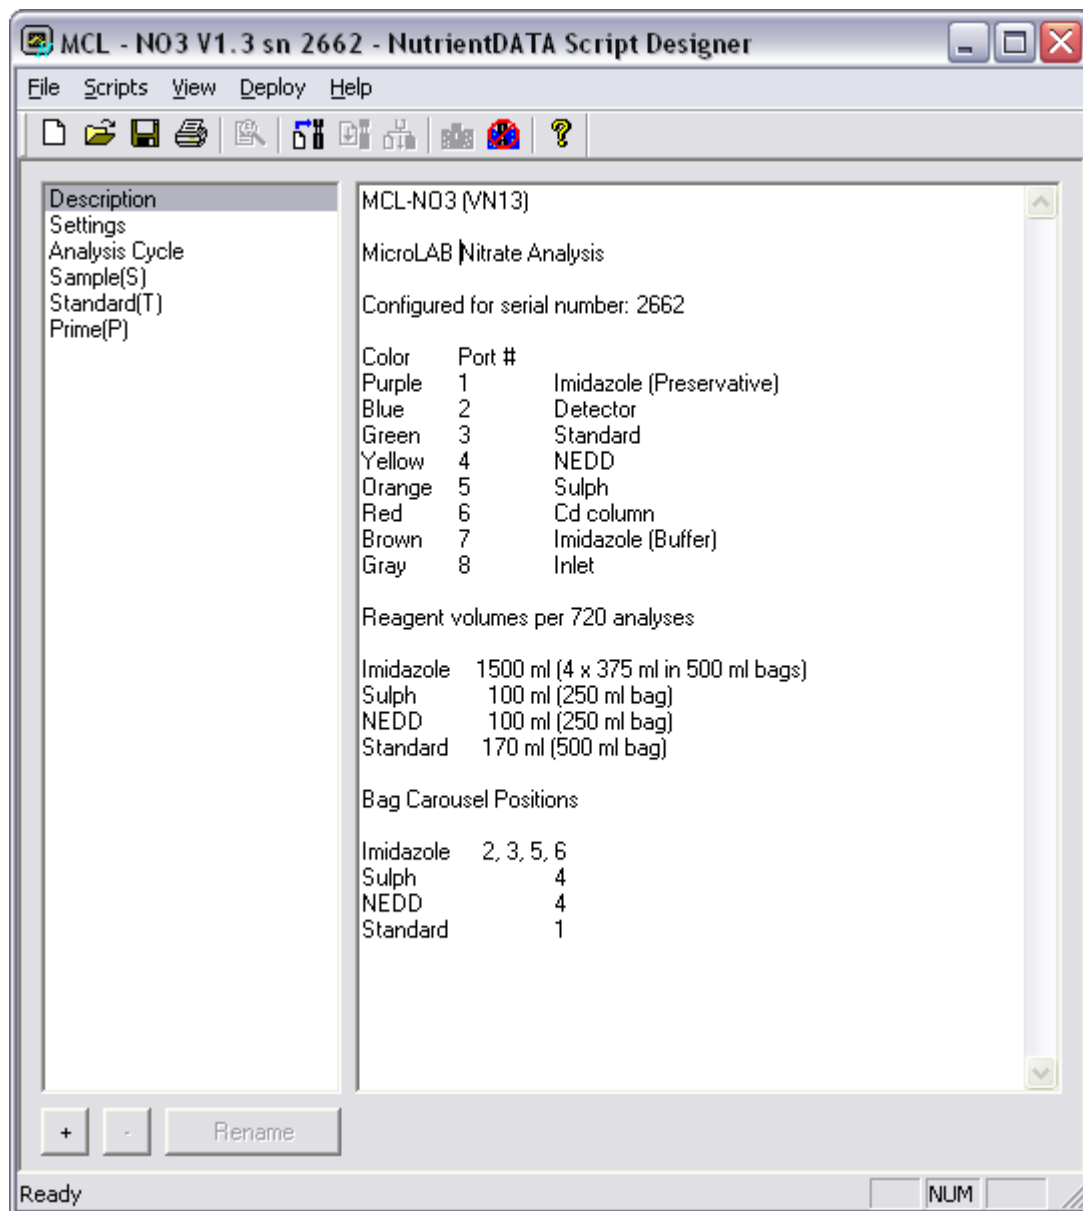 MCL - NO3 V1.3 sn 2662 - NutrientDATA Script Designer
File Scripts View Deploy Help
Description
Settings
Analysis Cycle
Sample(S)
Standard(T)
Prime(P)
MCL-NO3 (VN13)
MicroLAB Nitrate Analysis
Configured for serial number: 2662
Color Port #
Purple 1 Imidazole (Preservative)
Blue 2 Detector
Green 3 Standard
Yellow 4 NEDD
Orange 5 Sulph
Red 6 Cd column
Brown 7 Imidazole (Buffer)
Gray 8 Inlet
Reagent volumes per 720 analyses
Imidazole 1500 ml (4 x 375 ml in 500 ml bags)
Sulph 100 ml (250 ml bag)
NEDD 100 ml (250 ml bag)
Standard 170 ml (500 ml bag)
Bag Carousel Positions
Imidazole 2, 3, 5, 6
Sulph 4
NEDD 4
Standard 1
+ - Rename
Ready NUM